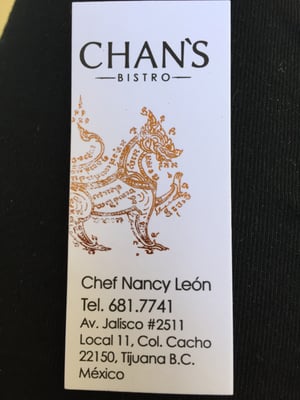 CHAN'S
BISTRO
Chef Nancy León
Tel. 681.7741
Av. Jalisco #2511
Local 11, Col. Cacho
22150, Tijuana B.C.
México